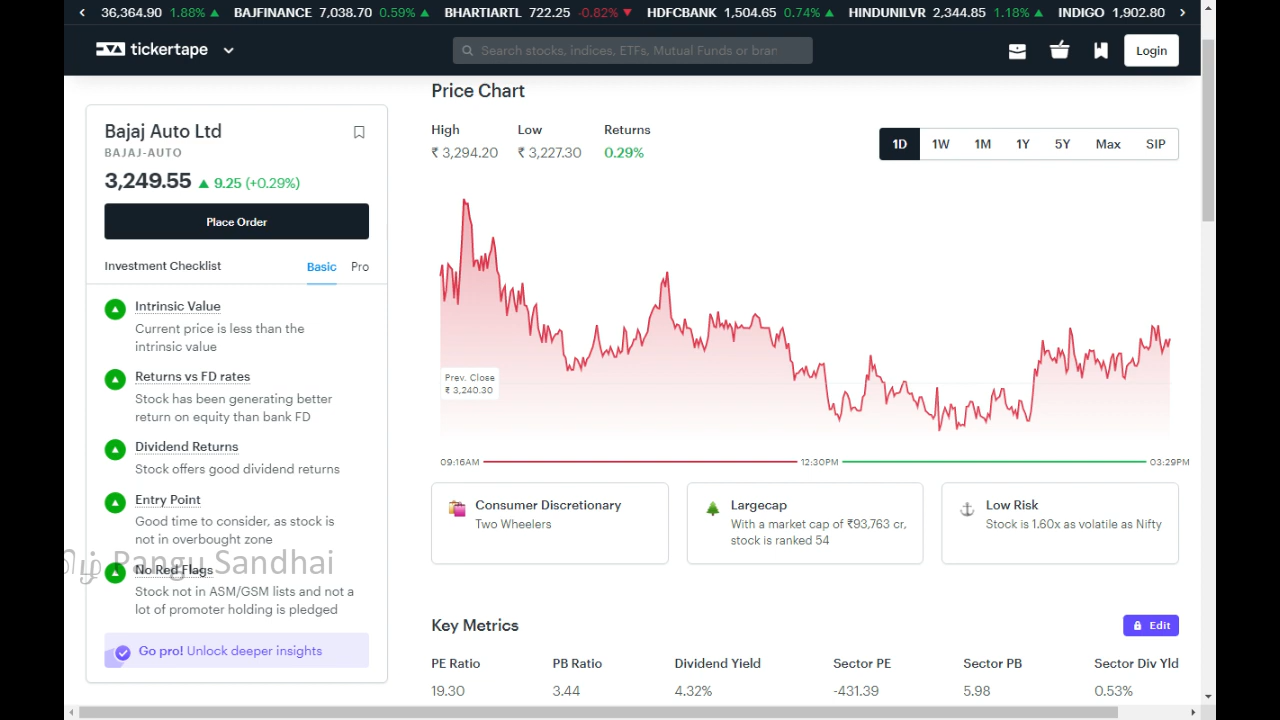 36,364.90 1.88% BAJFINANCE 7,038.70 0.59% BHARTIARTL 722.25 -0.82% HDFCBANK 1,504.65 0.74% HINDUNILVR 2,344.85 1.18% INDIGO 1,902.80
tickertape
Search stocks, indices, ETFs, Mutual Funds or bran
Login
Bajaj Auto Ltd
BAJAJ-AUTO
3,249.55 9.25 (+0.29%)
Place Order
Investment Checklist Basic Pro
Intrinsic Value
Current price is less than the
intrinsic value
Returns vs FD rates
Stock has been generating better
return on equity than bank FD
Dividend Returns
Stock offers good dividend returns
Entry Point
Good time to consider, as stock is
not in overbought zone
No Red Flags
Stock not in ASM/GSM lists and not a
lot of promoter holding is pledged
Go pro! Unlock deeper insights
Pangu Sandhai
Price Chart
High Low Returns
₹ 3,294.20 ₹ 3,227.30 0.29%
1D 1W 1M 1Y 5Y Max SIP
Prev. Close
₹ 3,240.30
09:16AM 12:30PM 03:29PM
Consumer Discretionary
Two Wheelers
Largecap
With a market cap of ₹93,763 cr,
stock is ranked 54
Low Risk
Stock is 1.60x as volatile as Nifty
Key Metrics
Edit
PE Ratio PB Ratio Dividend Yield Sector PE Sector PB Sector Div Yld
19.30 3.44 4.32% -431.39 5.98 0.53%